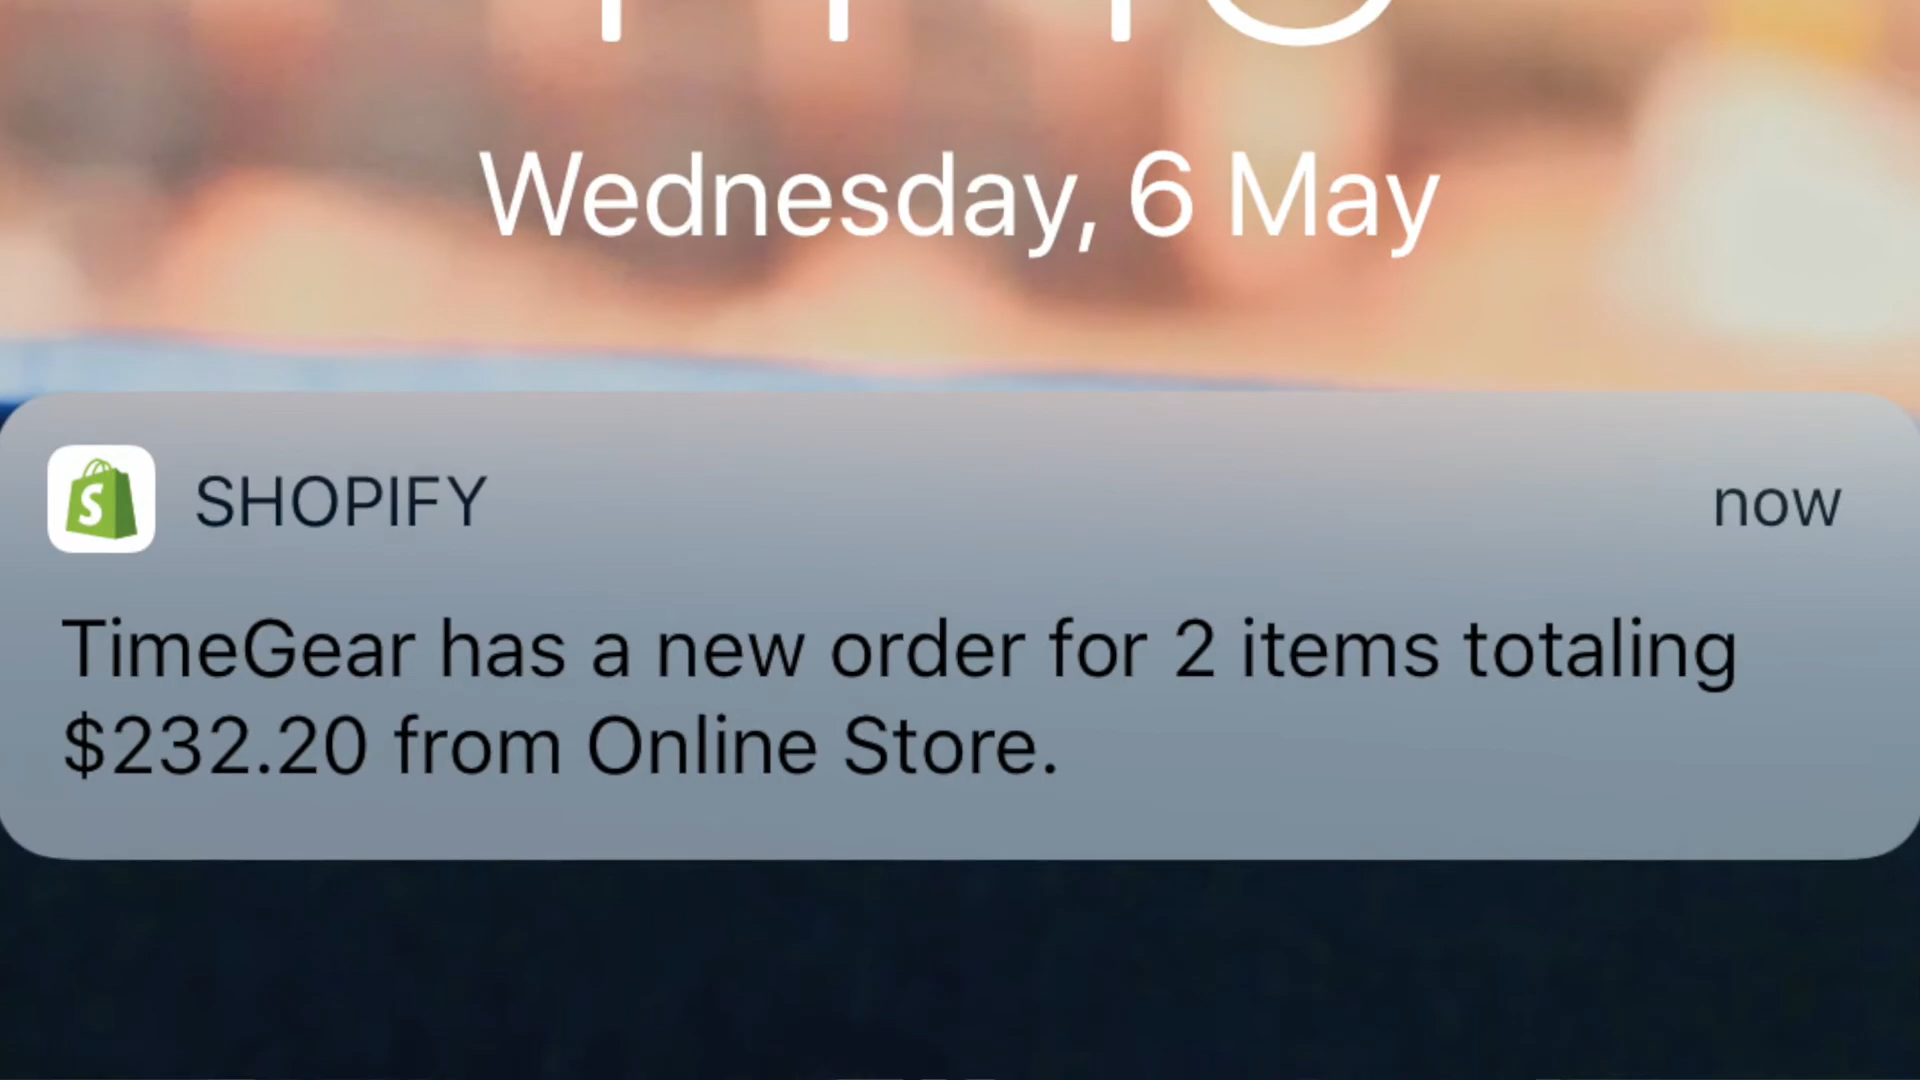 Wednesday, 6 May
SHOPIFY
now
TimeGear has a new order for 2 items totaling
$232.20 from Online Store.